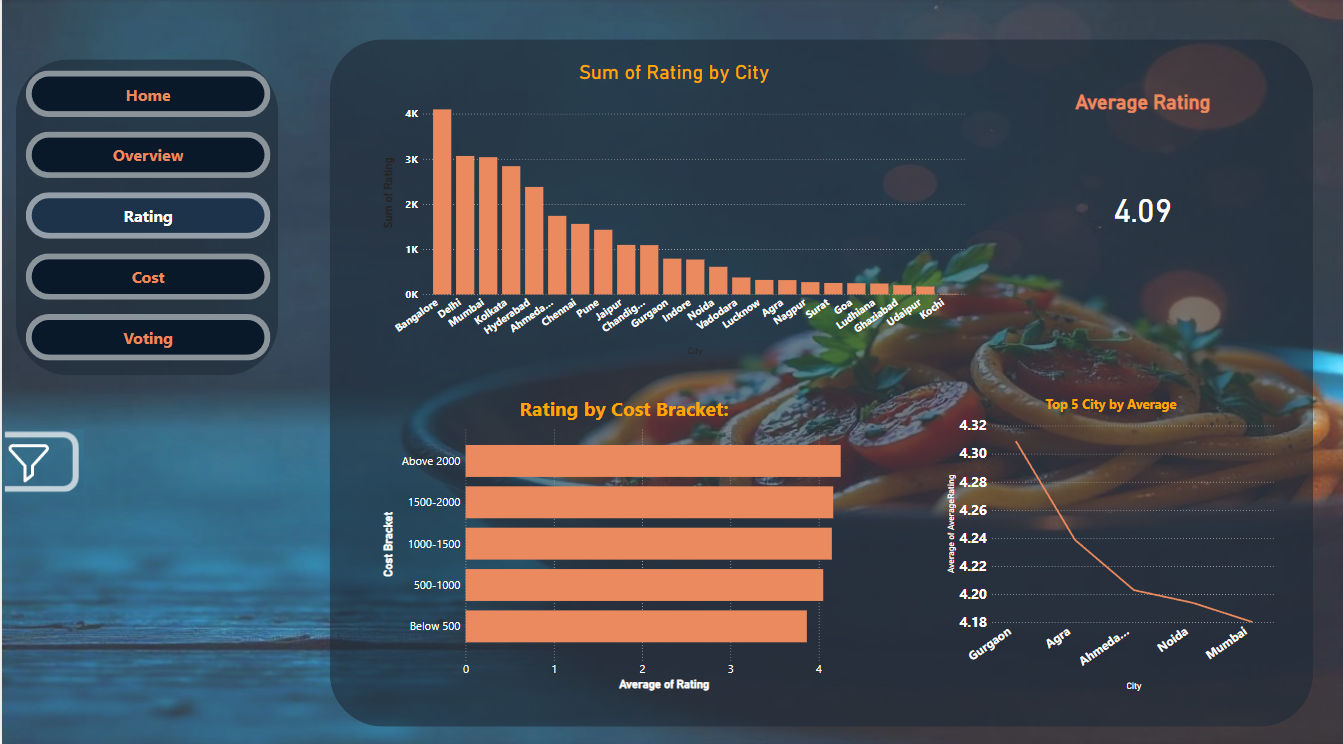 Home
Overview
Rating
Cost
Voting
Sum of Rating by City
Sum of Rating
4K
3K
2K
1K
0K
Bangalore
Delhi
Mumbai
Kolkata
Hyderabad
Ahmeda...
Chennai
Pune
Jaipur
Chandig...
Gurgaon
Indore
Noida
Vadodara
Lucknow
Agra
Nagpur
Surat
Goa
Ludhiana
Ghaziabad
Udaipur
Kochi
City
Average Rating
4.09
Rating by Cost Bracket:
Cost Bracket
Above 2000
1500-2000
1000-1500
500-1000
Below 500
0
1
2
3
4
Average of Rating
Top 5 City by Average
Average of AverageRating
4.32
4.30
4.28
4.26
4.24
4.22
4.20
4.18
Gurgaon
Agra
Ahmeda...
Noida
Mumbai
City